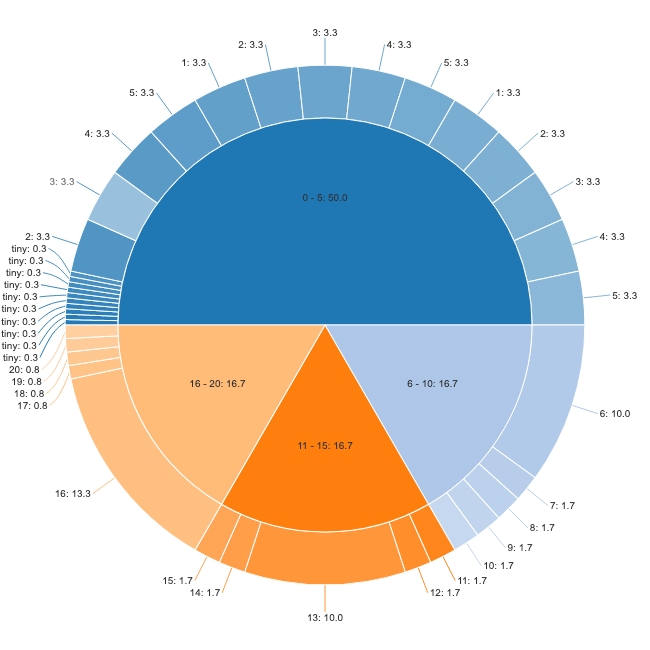 3: 3.3
2: 3.3
4: 3.3
1: 3.3
5: 3.3
5: 3.3
1: 3.3
4: 3.3
2: 3.3
3: 3.3
3: 3.3
0 - 5: 50.0
2: 3.3
4: 3.3
tiny: 0.3
tiny: 0.3
tiny: 0.3
tiny: 0.3
tiny: 0.3
5: 3.3
tiny: 0.3
tiny: 0.3
tiny: 0.3
tiny: 0.3
tiny: 0.3
20: 0.8
19: 0.8
16 - 20: 16.7
6 - 10: 16.7
18: 0.8
17: 0.8
6: 10.0
11 - 15: 16.7
16: 13.3
7: 1.7
8: 1.7
9: 1.7
10: 1.7
15: 1.7
11: 1.7
14: 1.7
12: 1.7
13: 10.0